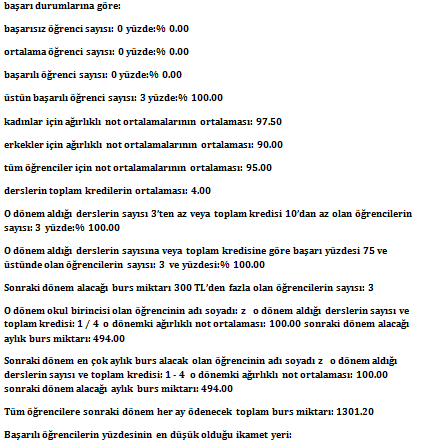 başarı durumlarına göre:
başarısız öğrenci sayısı: 0 yüzde:% 0.00
ortalama öğrenci sayısı: 0 yüzde:% 0.00
başarılı öğrenci sayısı: 0 yüzde:% 0.00
üstün başarılı öğrenci sayısı: 3 yüzde:% 100.00
kadınlar için ağırlıklı not ortalamalarının ortalaması: 97.50
erkekler için ağırlıklı not ortalamalarının ortalaması: 90.00
tüm öğrenciler için not ortalamalarının ortalaması: 95.00
derslerin toplam kredilerin ortalaması: 4.00
O dönem aldığı derslerin sayısı 3'ten az veya toplam kredisi 10'dan az olan öğrencilerin
sayısı: 3 yüzde:% 100.00
O dönem aldığı derslerin sayısına veya toplam kredisine göre başarı yüzdesi 75 ve
üstünde olan öğrencilerin sayısı: 3 ve yüzdesi:% 100.00
Sonraki dönem alacağı burs miktarı 300 TL'den fazla olan öğrencilerin sayısı: 3
O dönem okul birincisi olan öğrencinin adı soyadı: z o dönem aldığı derslerin sayısı ve
toplam kredisi: 1 / 4 o dönemki ağırlıklı not ortalaması: 100.00 sonraki dönem alacağı
aylık burs miktarı: 494.00
Sonraki dönem en çok aylık burs alacak olan öğrencinin adı soyadı z o dönem aldığı
derslerin sayısı ve toplam kredisi: 1 - 4 o dönemki ağırlıklı not ortalaması: 100.00
sonraki dönem alacağı aylık burs miktarı: 494.00
Tüm öğrencilere sonraki dönem her ay ödenecek toplam burs miktarı: 1301.20
Başarılı öğrencilerin yüzdesinin en düşük olduğu ikamet yeri: